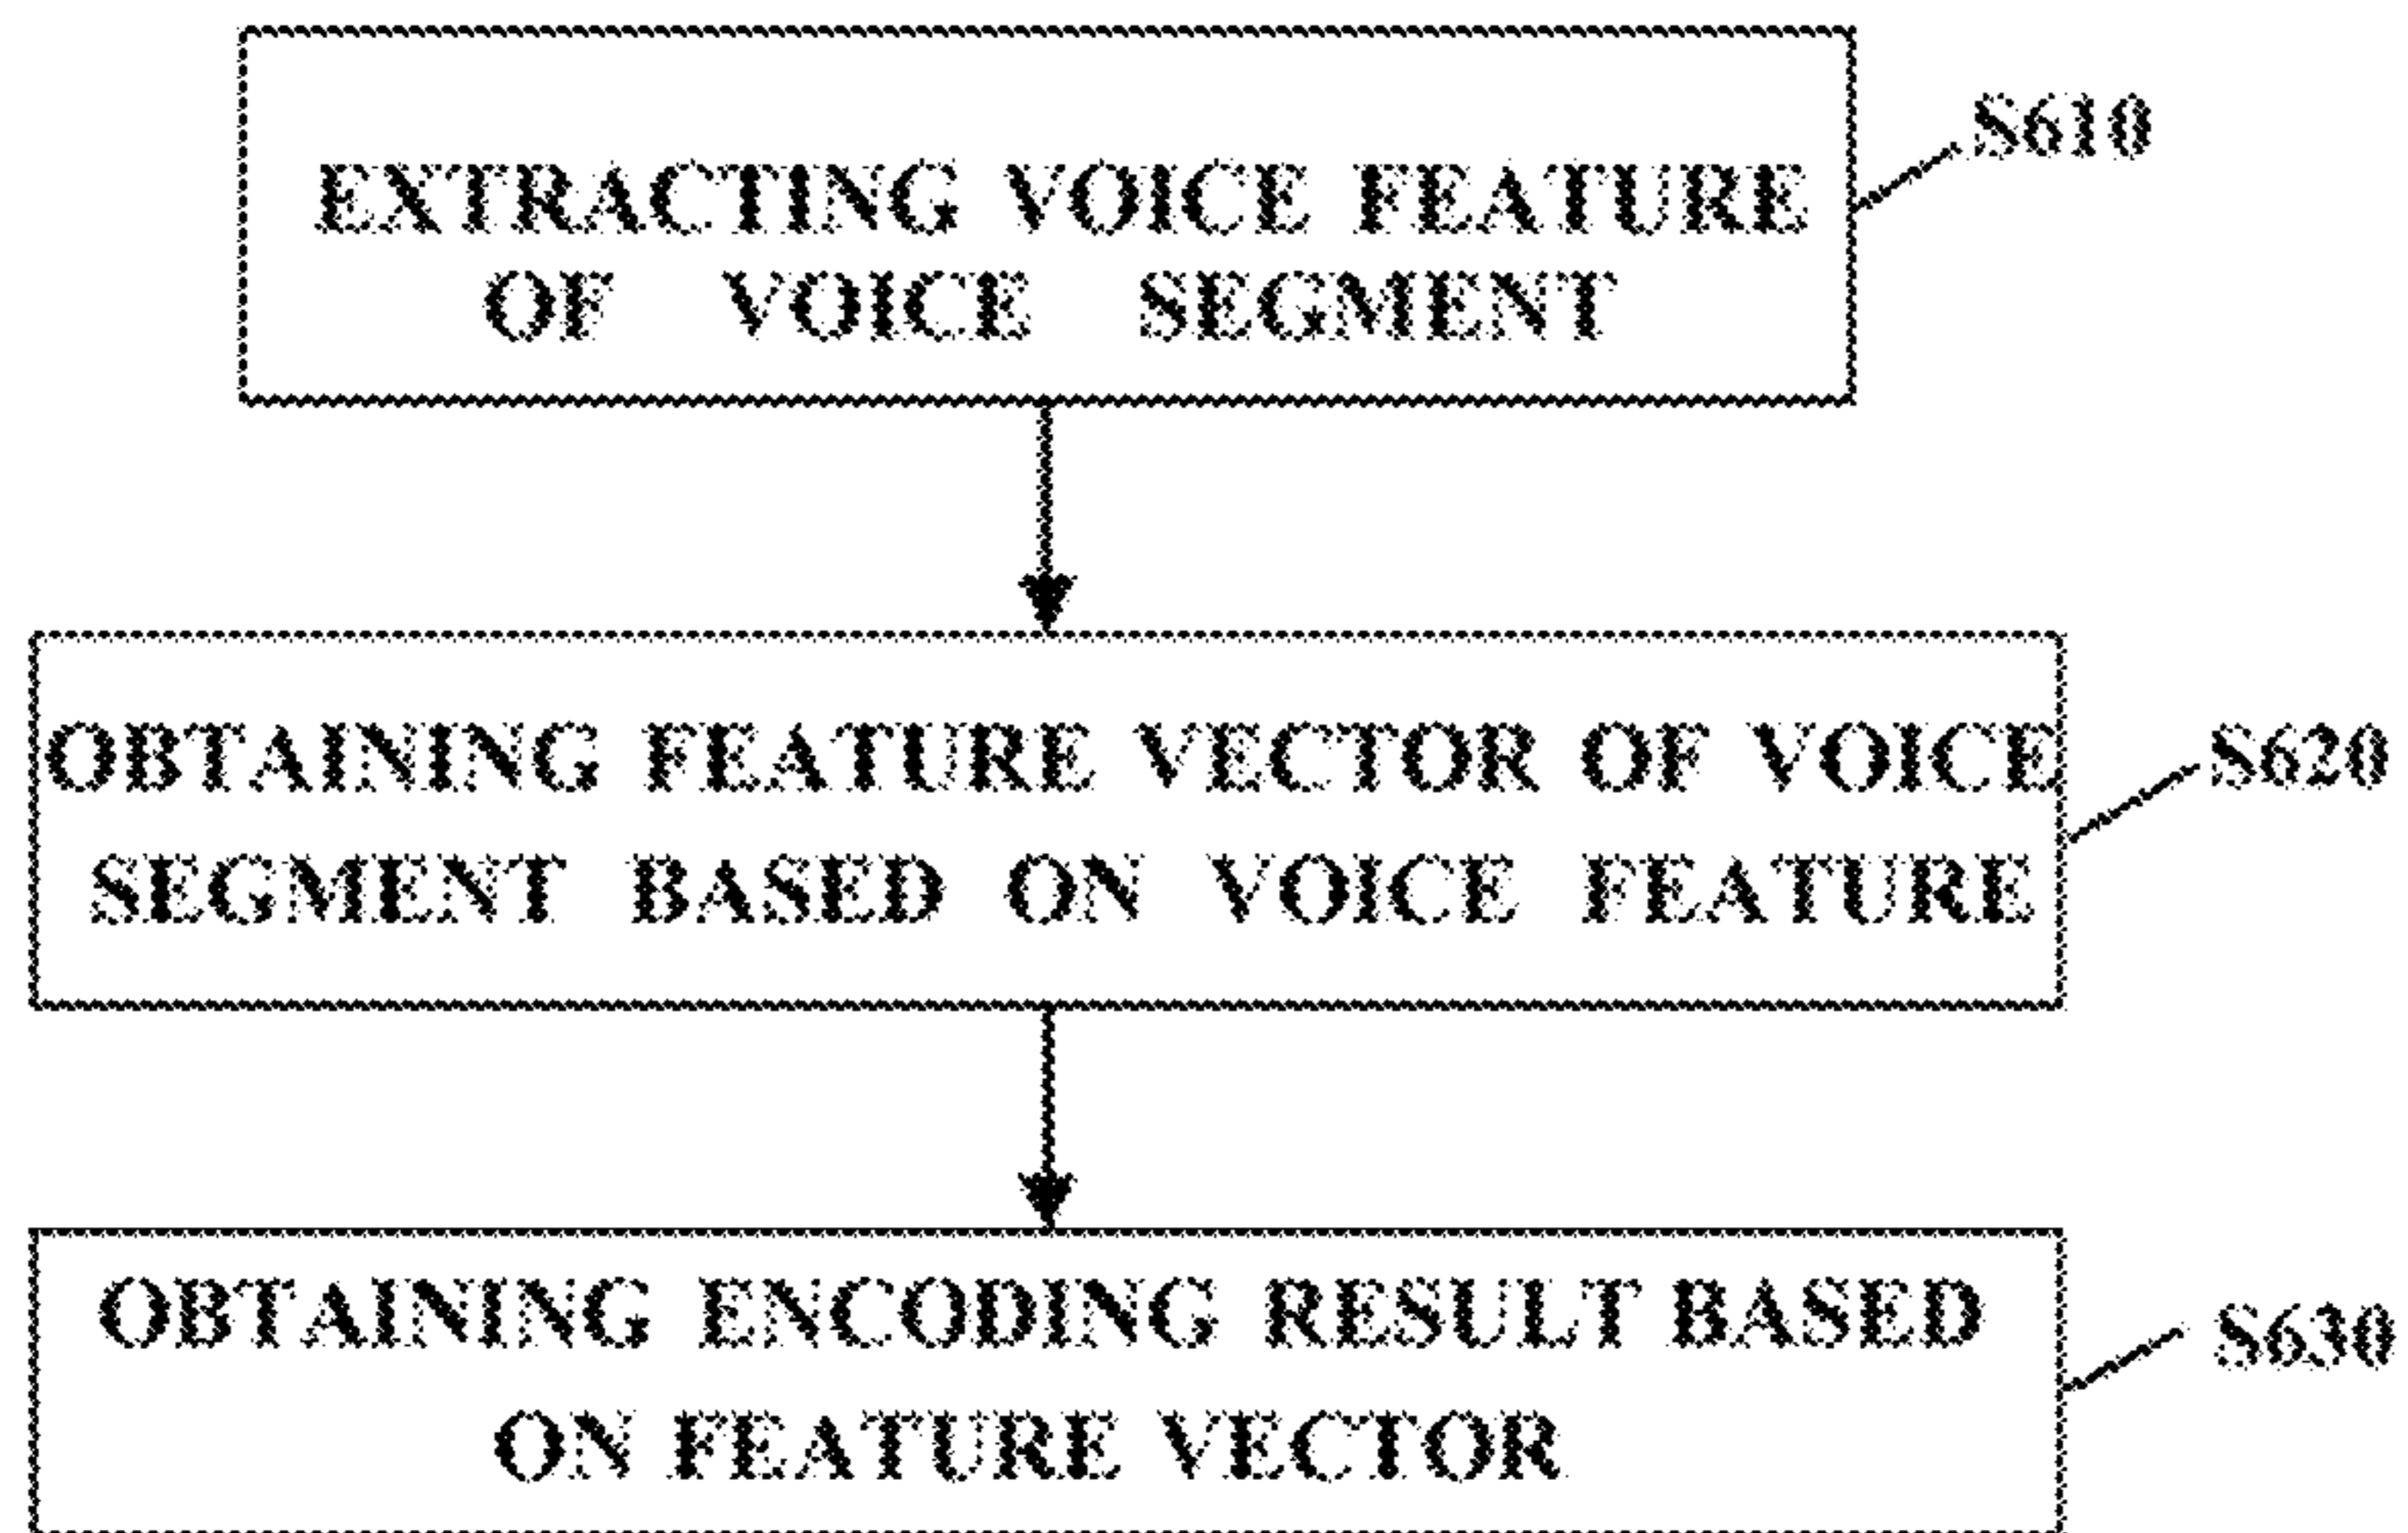 S610
EXTRACTING VOICE FEATURE
OF VOICE SEGMENT
OBTAINING FEATURE VECTOR OF VOICE
S620
SEGMENT BASED ON VOICE FEATURE
OBTAINING ENCODING RESULT BASED
S630
ON FEATURE VECTOR